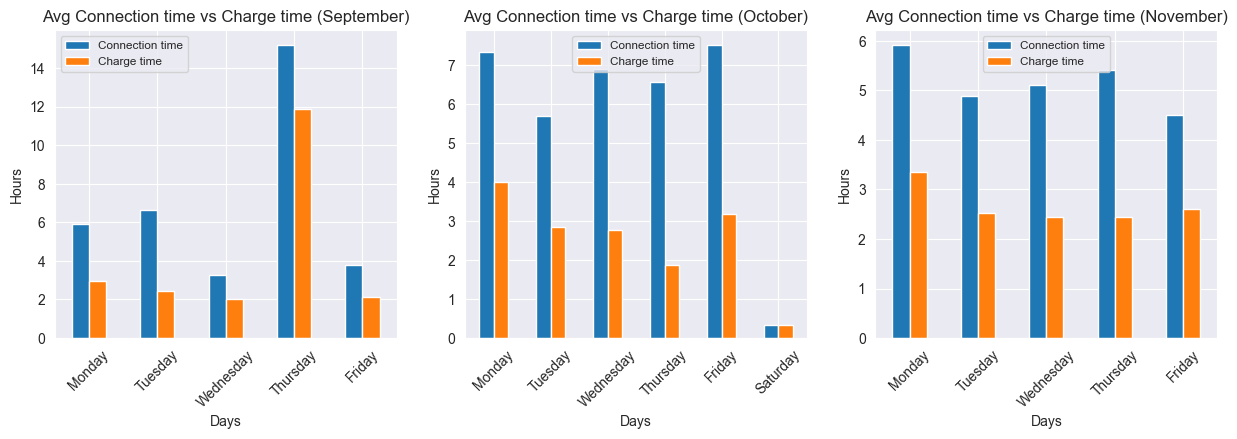 Avg Connection time vs Charge time (September)
Connection time
Charge time
Hours
14
12
10
8
6
4
2
0
Monday
Tuesday
Wednesday
Thursday
Friday
Days
Avg Connection time vs Charge time (October)
Connection time
Charge time
Hours
7
6
5
4
3
2
1
0
Monday
Tuesday
Wednesday
Thursday
Friday
Saturday
Days
Avg Connection time vs Charge time (November)
Connection time
Charge time
Hours
6
5
4
3
2
1
0
Monday
Tuesday
Wednesday
Thursday
Friday
Days